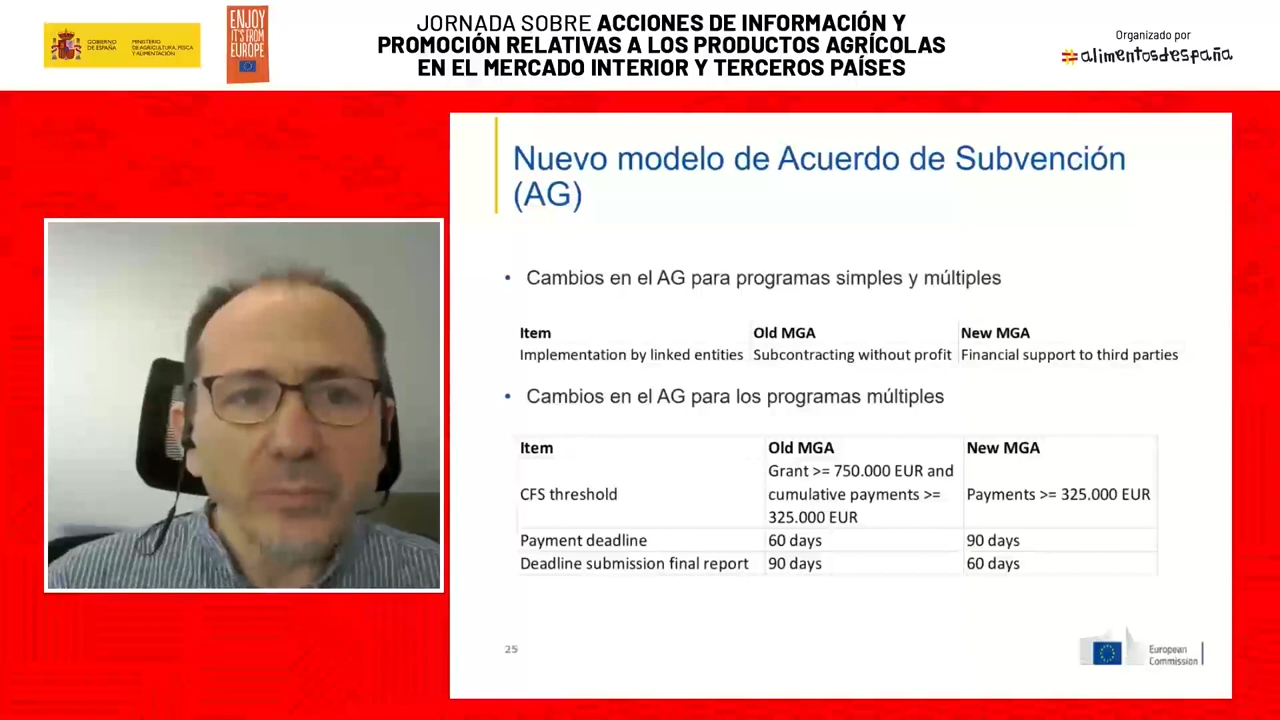 GOBIERNO
DE ESPAÑA
MINISTERIO
DE AGRICULTURA, PESCA
Y ALIMENTACIÓN
ENJOY
IT'S FROM
EUROPE
JORNADA SOBRE ACCIONES DE INFORMACIÓN Y
PROMOCIÓN RELATIVAS A LOS PRODUCTOS AGRÍCOLAS
EN EL MERCADO INTERIOR Y TERCEROS PAÍSES
Organizado por
#alimentosdespaña
Nuevo modelo de Acuerdo de Subvención
(AG)
• Cambios en el AG para programas simples y múltiples
Item Old MGA New MGA
Implementation by linked entities Subcontracting without profit Financial support to third parties
• Cambios en el AG para los programas múltiples
Item Old MGA New MGA
CFS threshold Grant >= 750.000 EUR and
cumulative payments >= Payments >= 325.000 EUR
325.000 EUR
Payment deadline 60 days 90 days
Deadline submission final report 90 days 60 days
25
European
Commission